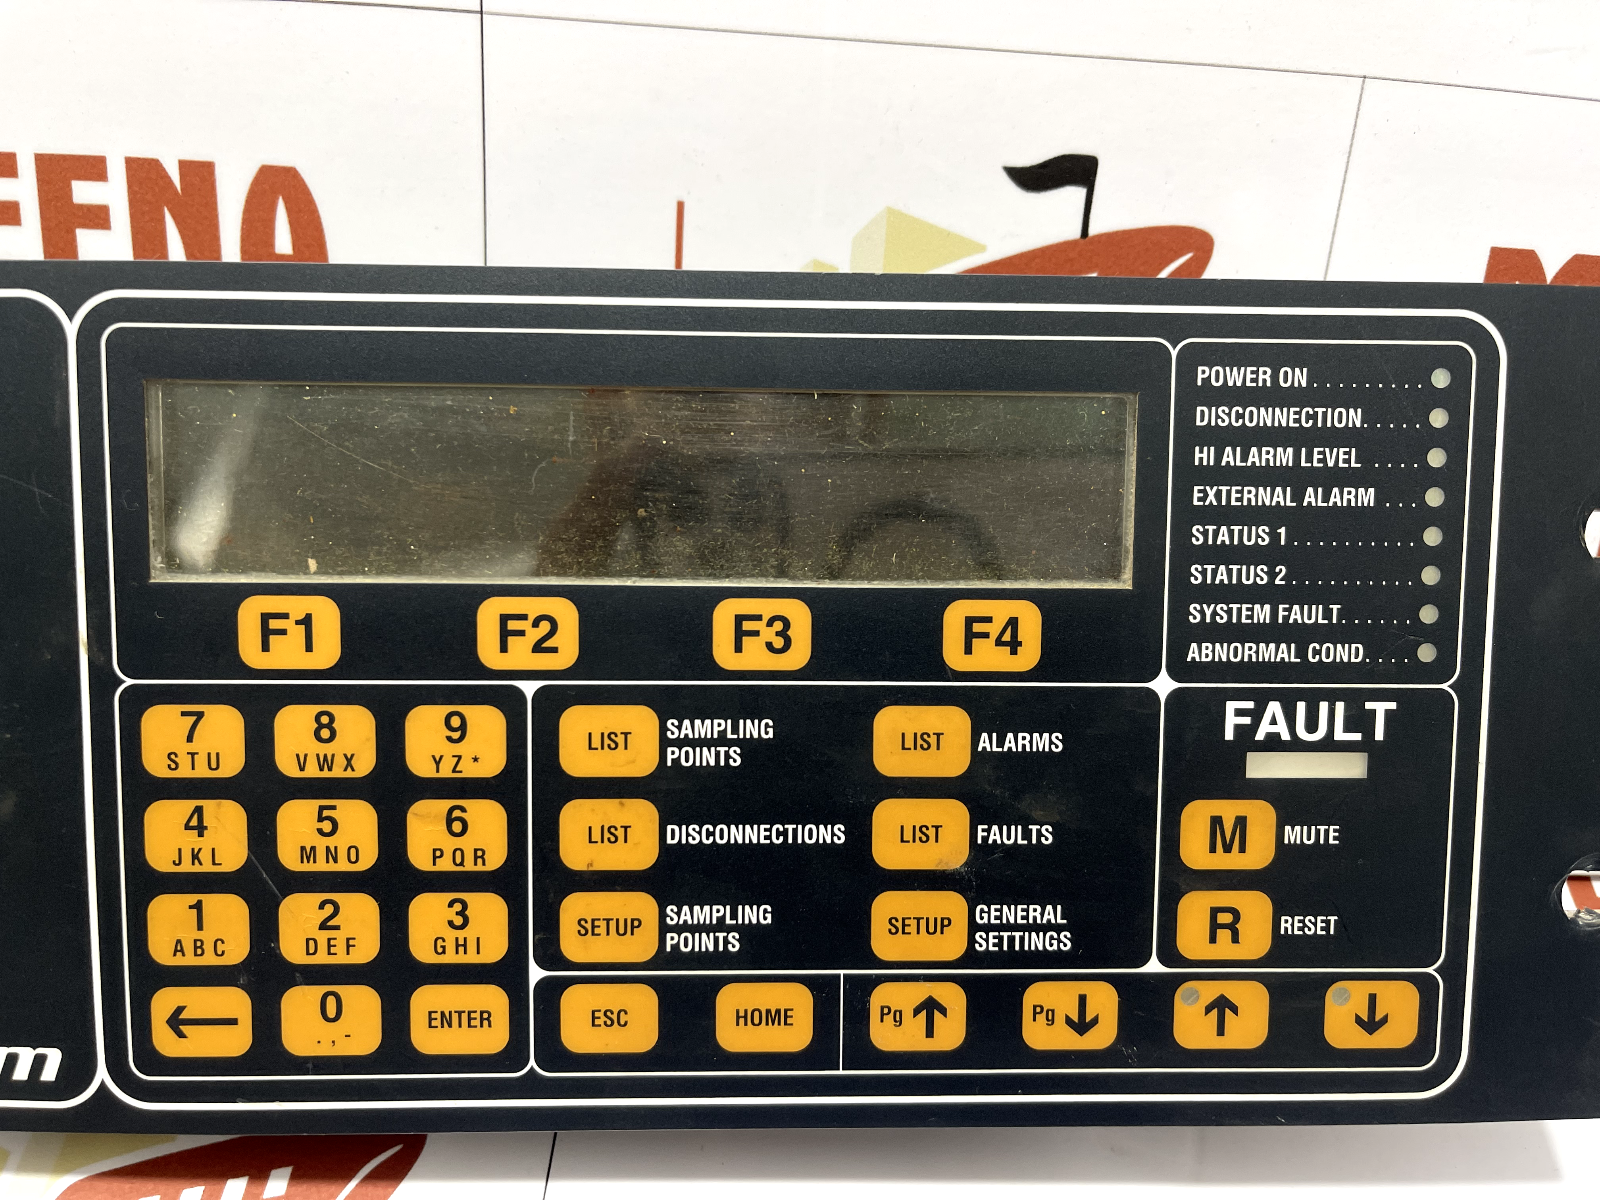 EENA
POWER ON.........
DISCONNECTION.....
HI ALARM LEVEL ....
EXTERNAL ALARM ...
STATUS 1..........
STATUS 2..........
SYSTEM FAULT......
ABNORMAL COND....
F1 F2 F3 F4
7 8 9
STU VWX YZ*
4 5 6
JKL MNO PQR
1 2 3
ABC DEF GHI
← 0 ENTER
.,-
LIST SAMPLING POINTS
LIST ALARMS
LIST DISCONNECTIONS
LIST FAULTS
SETUP SAMPLING POINTS
SETUP GENERAL SETTINGS
ESC HOME Pg ↑ Pg ↓ ↑ ↓
FAULT
M MUTE
R RESET
m